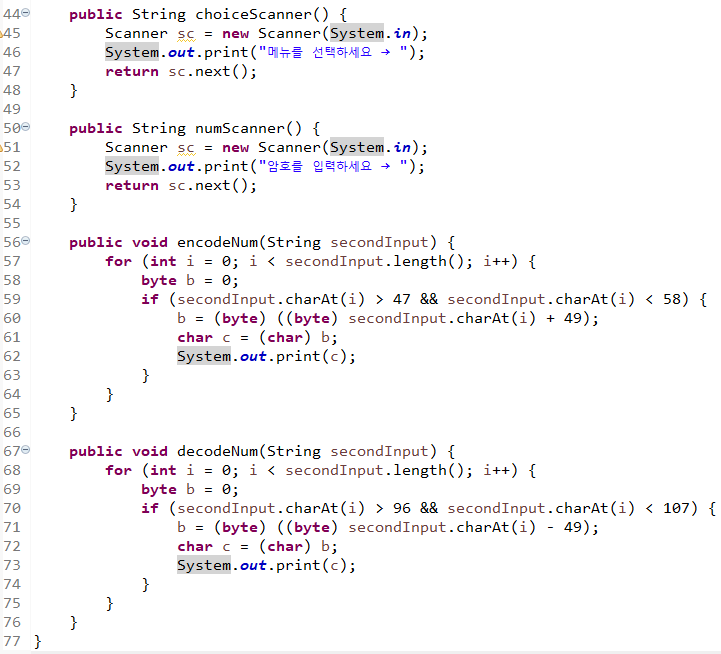 44 public String choiceScanner() {
45 Scanner sc = new Scanner(System.in);
46 System.out.print("메뉴를 선택하세요 → ");
47 return sc.next();
48 }
49
50 public String numScanner() {
51 Scanner sc = new Scanner(System.in);
52 System.out.print("암호를 입력하세요 → ");
53 return sc.next();
54 }
55
56 public void encodeNum(String secondInput) {
57 for (int i = 0; i < secondInput.length(); i++) {
58 byte b = 0;
59 if (secondInput.charAt(i) > 47 && secondInput.charAt(i) < 58) {
60 b = (byte) ((byte) secondInput.charAt(i) + 49);
61 char c = (char) b;
62 System.out.print(c);
63 }
64 }
65 }
66
67 public void decodeNum(String secondInput) {
68 for (int i = 0; i < secondInput.length(); i++) {
69 byte b = 0;
70 if (secondInput.charAt(i) > 96 && secondInput.charAt(i) < 107) {
71 b = (byte) ((byte) secondInput.charAt(i) - 49);
72 char c = (char) b;
73 System.out.print(c);
74 }
75 }
76 }
77 }